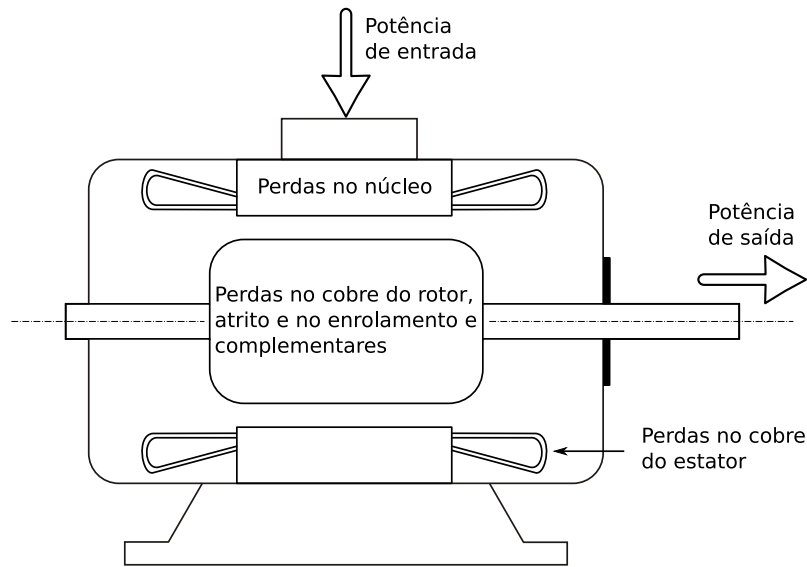 Potência
de entrada
Perdas no núcleo
Potência
de saída
Perdas no cobre do rotor,
atrito e no enrolamento e
complementares
Perdas no cobre
do estator